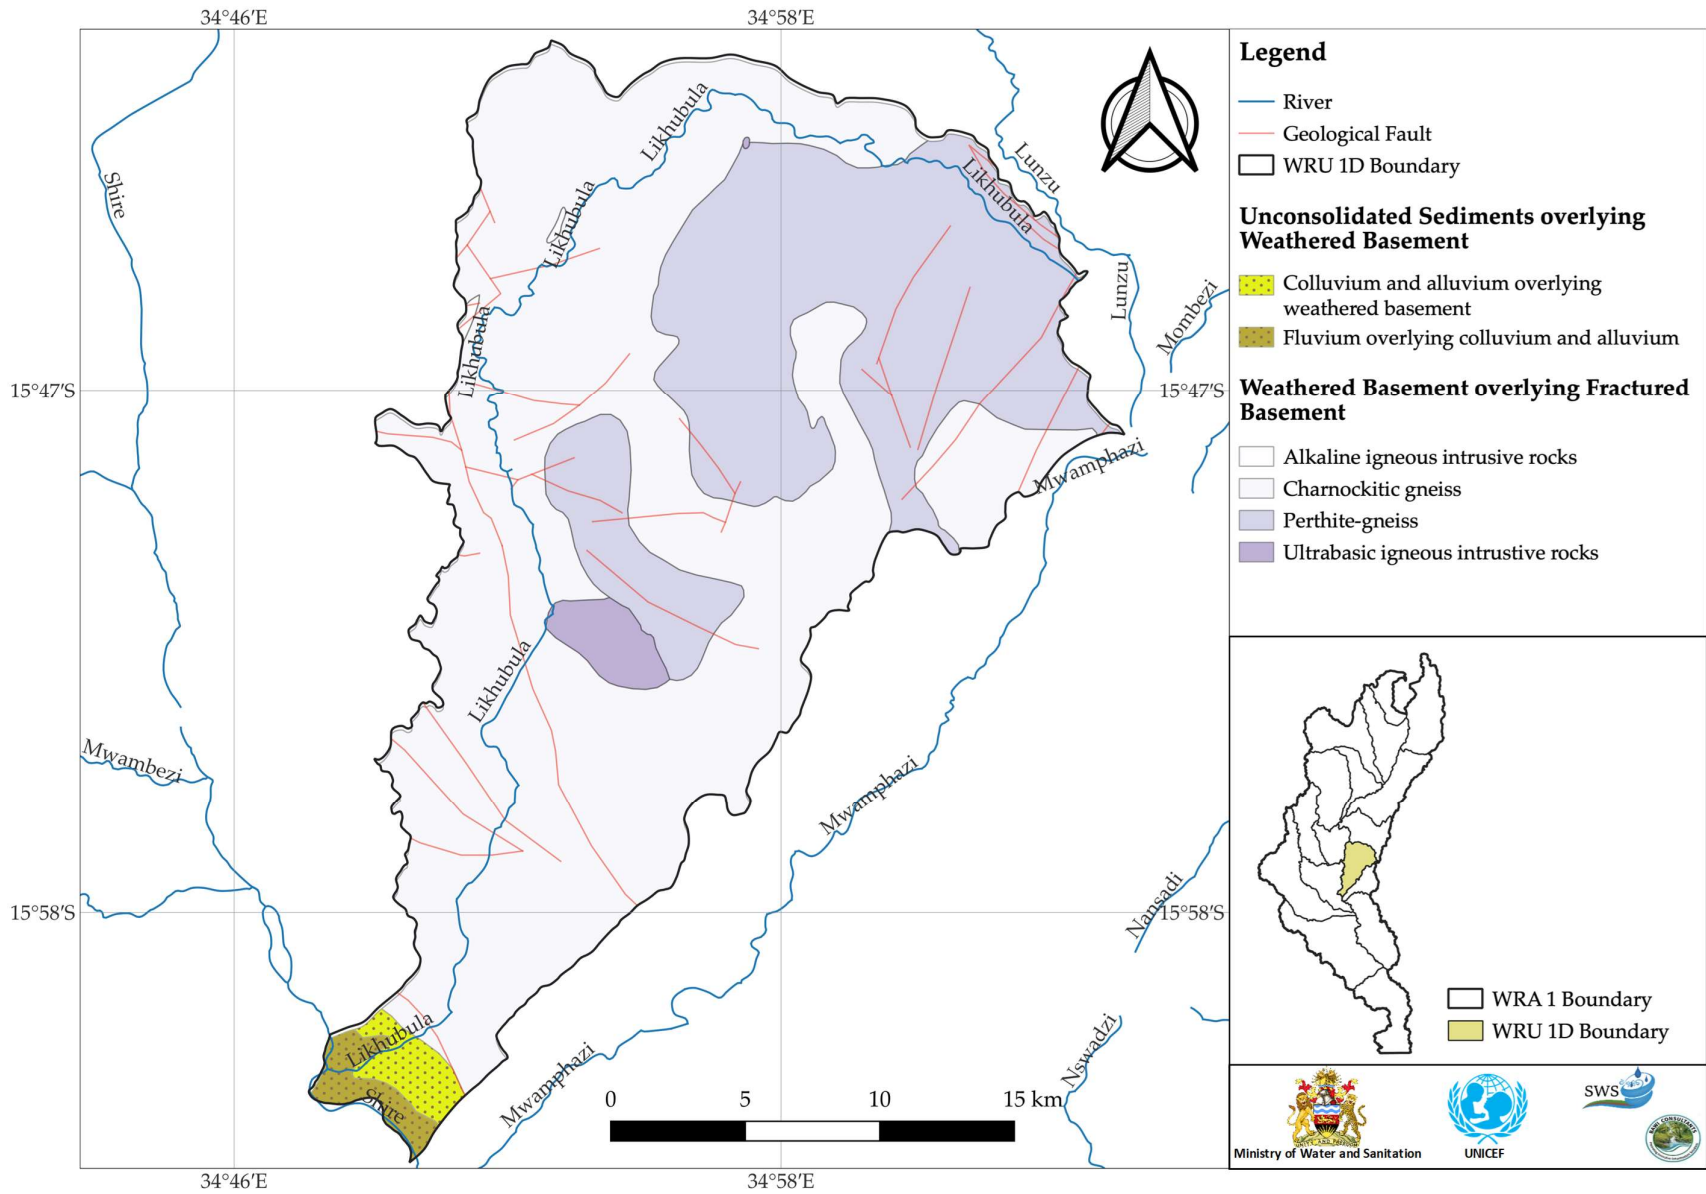 34°46′E
34°58′E
Shire
Likhubula
Likhubula
Likhubula
Likhubula
Lunzu
Lunzu
Mombezi
15°47′S
15°47′S
Mwamphazi
Likhubula
Mwambezi
Mwamphazi
Nansadi
15°58′S
15°58′S
Likhubula
Shire
Mwamphazi
Nswadzi
0
5
10
15 km
34°46′E
34°58′E
Legend
River
Geological Fault
WRU 1D Boundary
Unconsolidated Sediments overlying
Weathered Basement
Colluvium and alluvium overlying
weathered basement
Fluvium overlying colluvium and alluvium
Weathered Basement overlying Fractured
Basement
Alkaline igneous intrusive rocks
Charnockitic gneiss
Perthite-gneiss
Ultrabasic igneous intrustive rocks
WRA 1 Boundary
WRU 1D Boundary
Ministry of Water and Sanitation
UNICEF
SWS